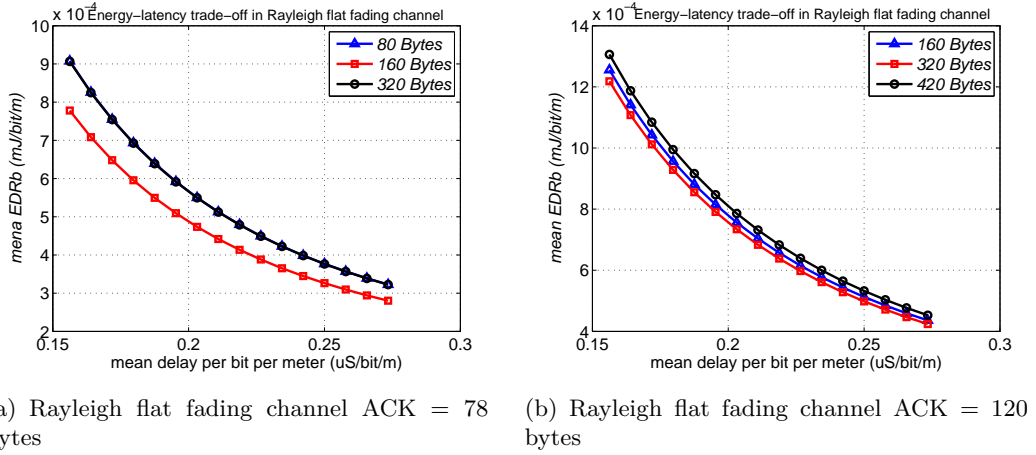 x 10⁻⁴ Energy−latency trade−off in Rayleigh flat fading channel
10
9
8
7
6
5
4
3
2
mena EDRb (mJ/bit/m)
80 Bytes
160 Bytes
320 Bytes
0.15 0.2 0.25 0.3
mean delay per bit per meter (uS/bit/m)
x 10⁻⁴ Energy−latency trade−off in Rayleigh flat fading channel
14
12
10
8
6
4
mean EDRb (mJ/bit/m)
160 Bytes
320 Bytes
420 Bytes
0.15 0.2 0.25 0.3
mean delay per bit per meter (uS/bit/m)
a) Rayleigh flat fading channel ACK = 78
ytes
(b) Rayleigh flat fading channel ACK = 120
bytes